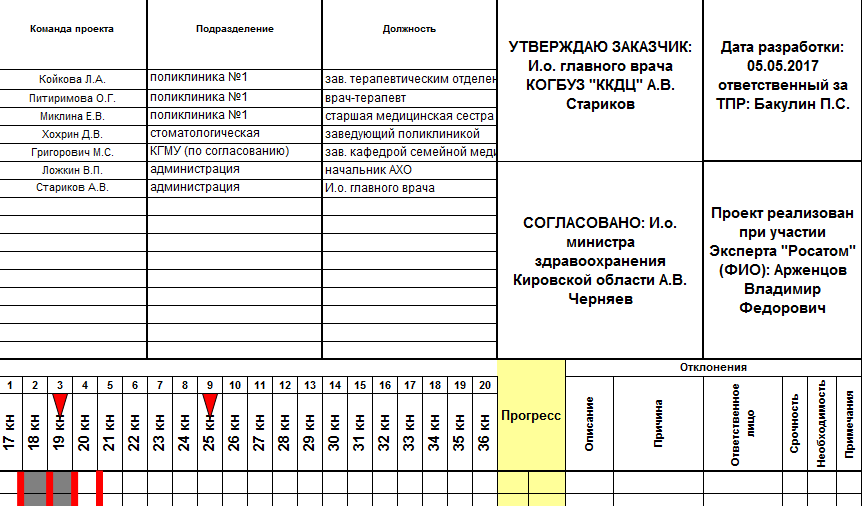 Команда проекта Подразделение Должность
УТВЕРЖДАЮ ЗАКАЗЧИК:
И.о. главного врача
КОГБУЗ "ККДЦ" А.В.
Стариков
Дата разработки:
05.05.2017
ответственный за
ТПР: Бакулин П.С.
Койкова Л.А. поликлиника №1 зав. терапевтическим отделен
Питиримова О.Г. поликлиника №1 врач-терапевт
Миклина Е.В. поликлиника №1 старшая медицинская сестра
Хохрин Д.В. стоматологическая заведующий поликлиникой
Григорович М.С. КГМУ (по согласованию) зав. кафедрой семейной меди
Ложкин В.П. администрация начальник АХО
Стариков А.В. администрация И.о. главного врача
СОГЛАСОВАНО: И.о.
министра
здравоохранения
Кировской области А.В.
Черняев
Проект реализован
при участии
Эксперта "Росатом"
(ФИО): Арженцов
Владимир
Федорович
Отклонения
1 2 3 4 5 6 7 8 9 10 11 12 13 14 15 16 17 18 19 20
17 кн 18 кн 19 кн 20 кн 21 кн 22 кн 23 кн 24 кн 25 кн 26 кн 27 кн 28 кн 29 кн 30 кн 31 кн 32 кн 33 кн 34 кн 35 кн 36 кн
Прогресс
Описание
Причина
Ответственное
лицо
Срочность
Необходимость
Примечания